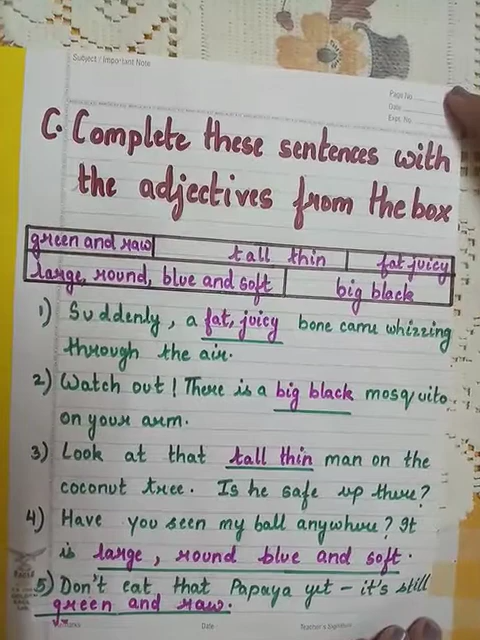 Subject / Important Note
Page No.
Date
Expt. No.
C. Complete these sentences with
the adjectives from the box
green and raw tall thin fat juicy
large, round, blue and soft big black
1) Suddenly, a fat, juicy bone came whizzing
through the air.
2) Watch out! There is a big black mosquito
on your arm.
3) Look at that tall thin man on the
coconut tree. Is he safe up there?
4) Have you seen my ball anywhere? It
is large, round blue and soft.
5) Don't eat that Papaya yet - it's still
green and raw.
Remarks Date Teacher's Signature